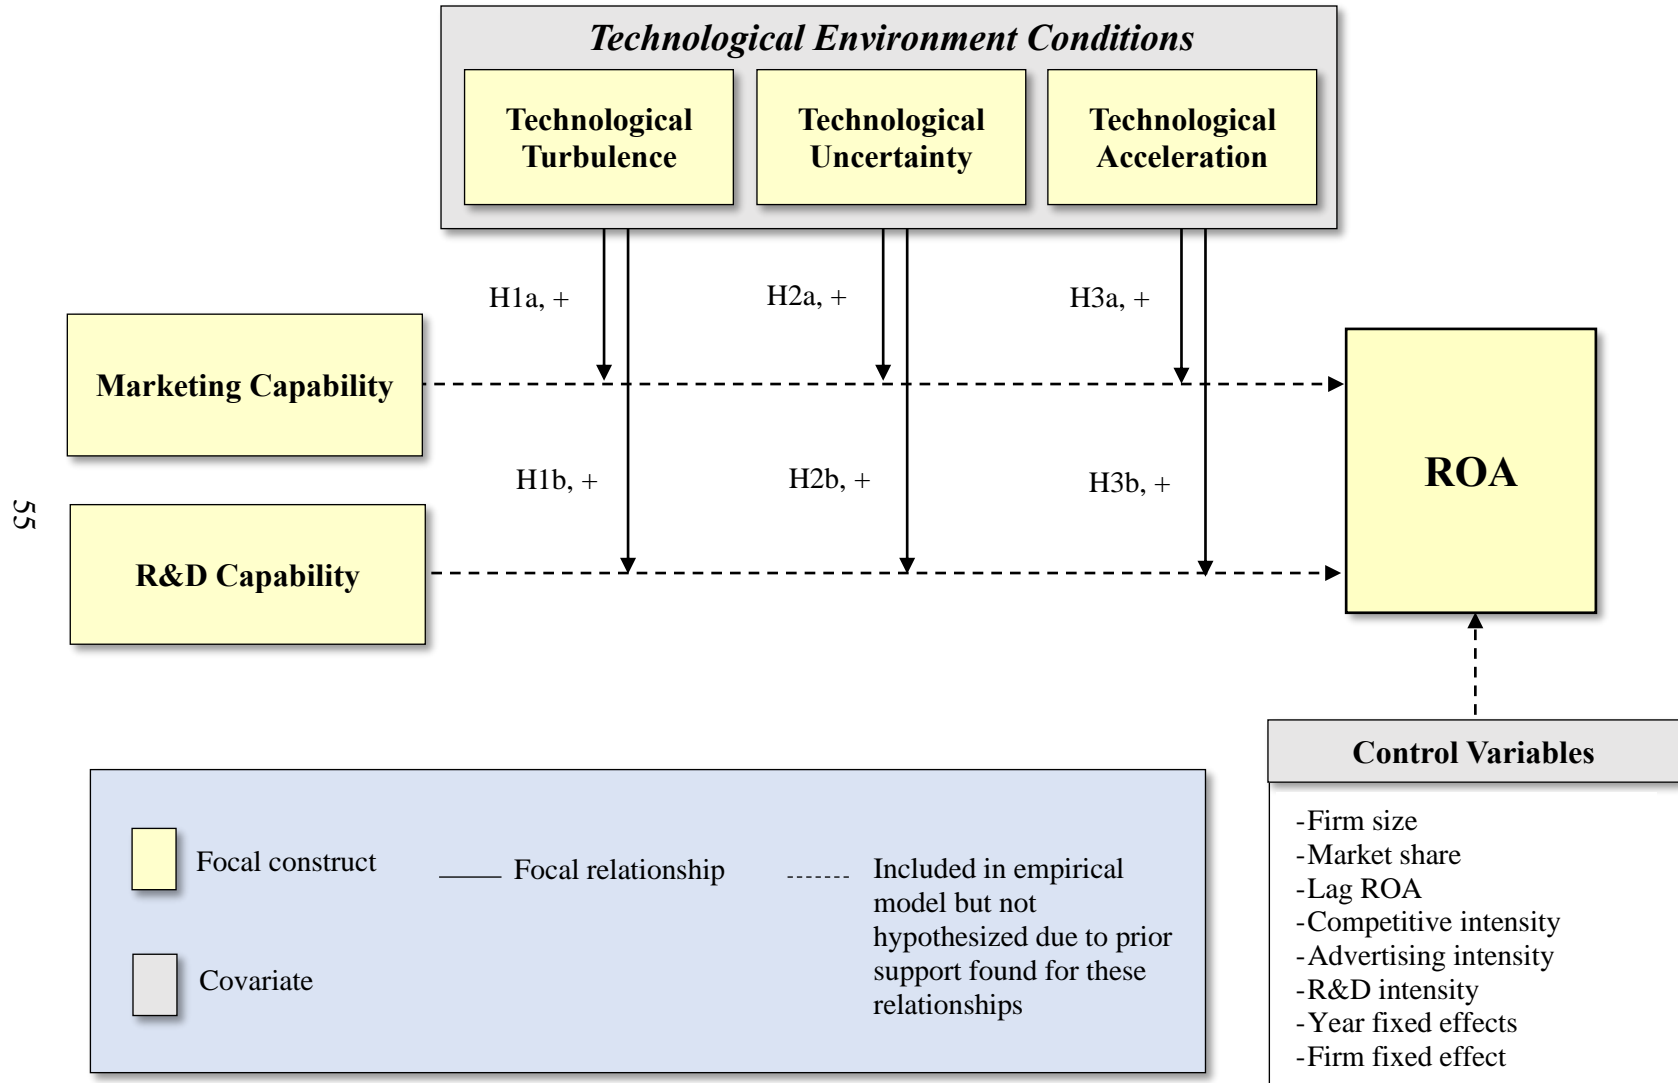 Technological Environment Conditions
Technological
Turbulence
Technological
Uncertainty
Technological
Acceleration
H1a, +
H2a, +
H3a, +
Marketing Capability
H1b, +
H2b, +
H3b, +
R&D Capability
ROA
55
Control Variables
-Firm size
-Market share
-Lag ROA
-Competitive intensity
-Advertising intensity
-R&D intensity
-Year fixed effects
-Firm fixed effect
Focal construct
Focal relationship
Included in empirical
model but not
hypothesized due to prior
support found for these
relationships
Covariate